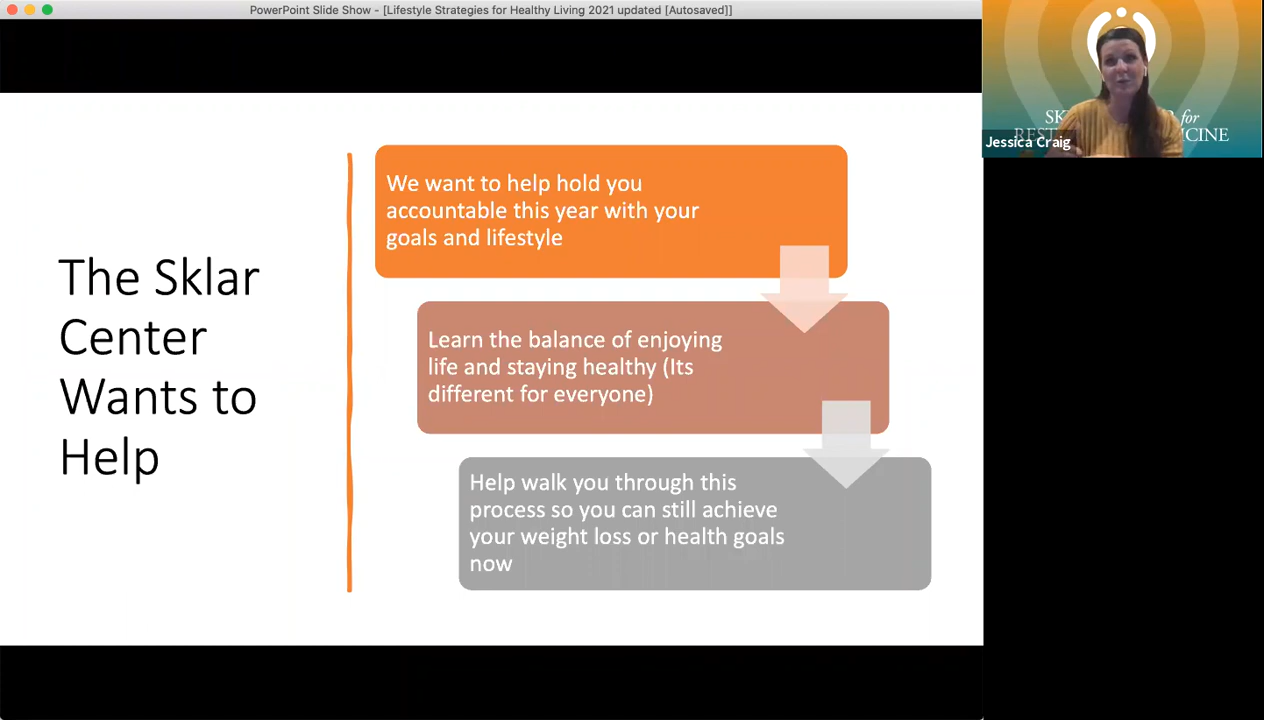 PowerPoint Slide Show - [Lifestyle Strategies for Healthy Living 2021 updated [Autosaved]]
The Sklar
Center
Wants to
Help
We want to help hold you
accountable this year with your
goals and lifestyle
Learn the balance of enjoying
life and staying healthy (Its
different for everyone)
Help walk you through this
process so you can still achieve
your weight loss or health goals
now
for
Jessica Craig